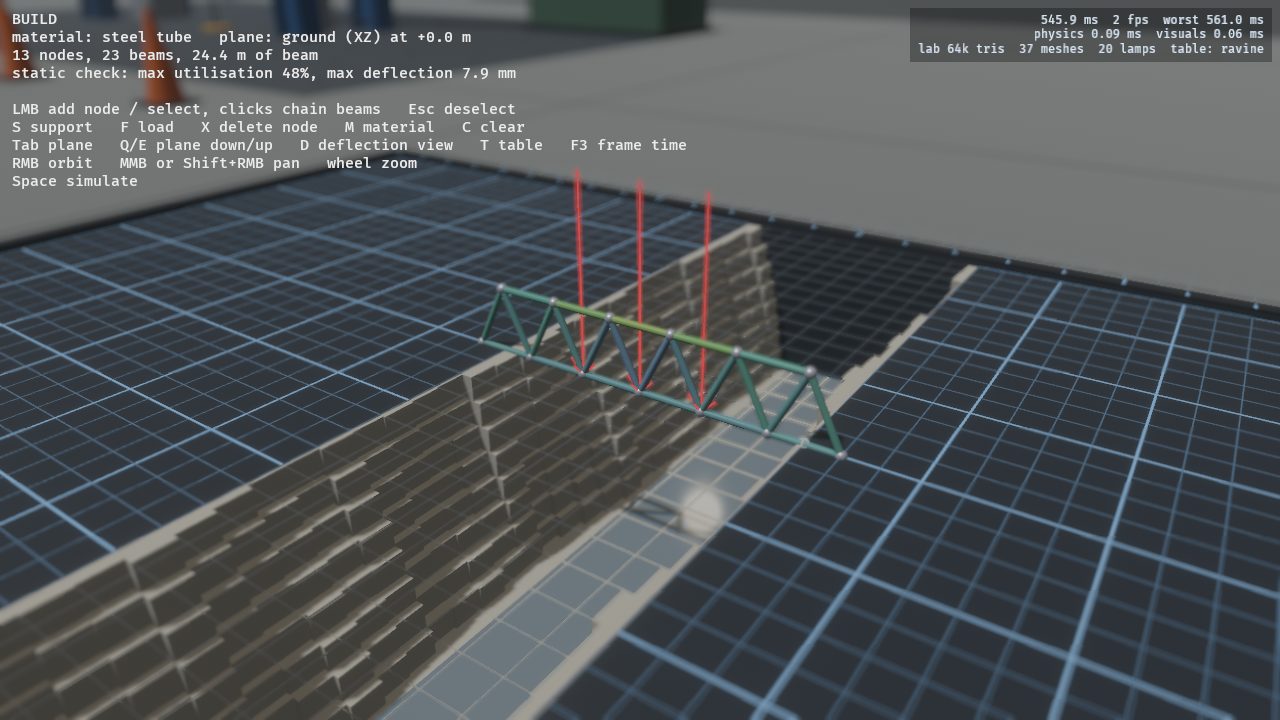 BUILD
material: steel tube   plane: ground (XZ) at +0.0 m
13 nodes, 23 beams, 24.4 m of beam
static check: max utilisation 48%, max deflection 7.9 mm
LMB add node / select, clicks chain beams   Esc deselect
S support   F load   X delete node   M material   C clear
Tab plane   Q/E plane down/up   D deflection view   T table   F3 frame time
RMB orbit   MMB or Shift+RMB pan   wheel zoom
Space simulate
545.9 ms  2 fps  worst 561.0 ms
physics 0.09 ms  visuals 0.06 ms
lab 64k tris  37 meshes  20 lamps  table: ravine